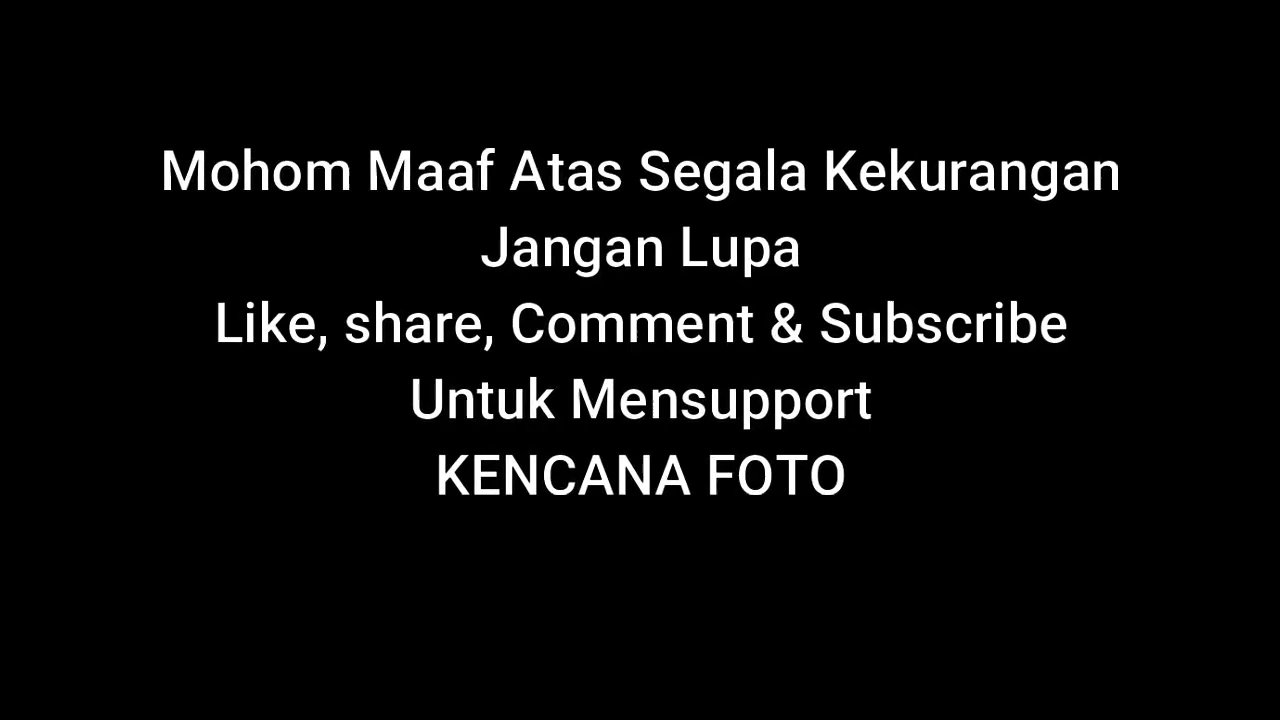 Mohom Maaf Atas Segala Kekurangan
Jangan Lupa
Like, share, Comment & Subscribe
Untuk Mensupport
KENCANA FOTO